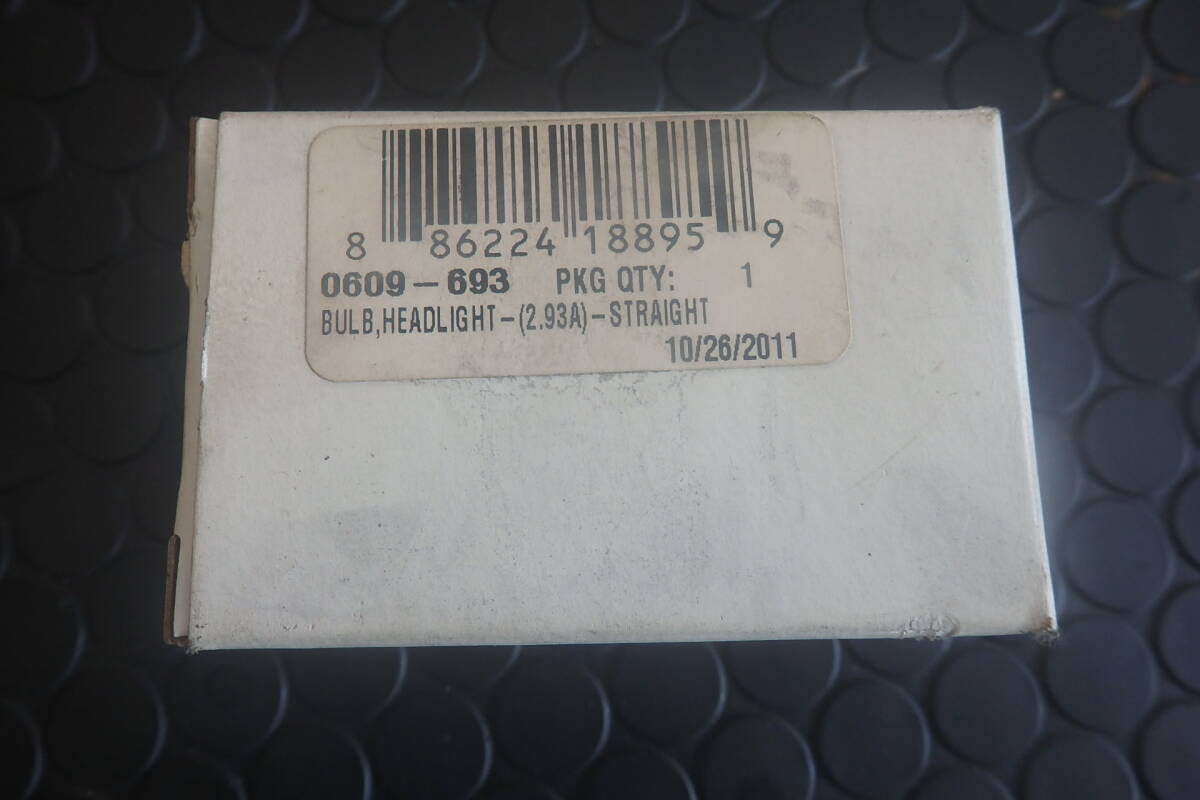 8 86224 18895 9
0609-693 PKG QTY: 1
BULB,HEADLIGHT-(2.93A)-STRAIGHT
10/26/2011